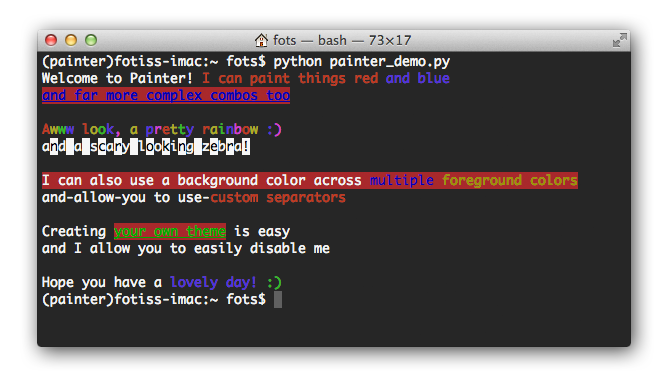 fots — bash — 73×17
(painter)fotiss-imac:~ fots$ python painter_demo.py
Welcome to Painter! I can paint things red and blue
and far more complex combos too
Awww look, a pretty rainbow :)
and a scary looking zebra!
I can also use a background color across multiple foreground colors
and-allow-you to use-custom separators
Creating your own theme is easy
and I allow you to easily disable me
Hope you have a lovely day! :)
(painter)fotiss-imac:~ fots$